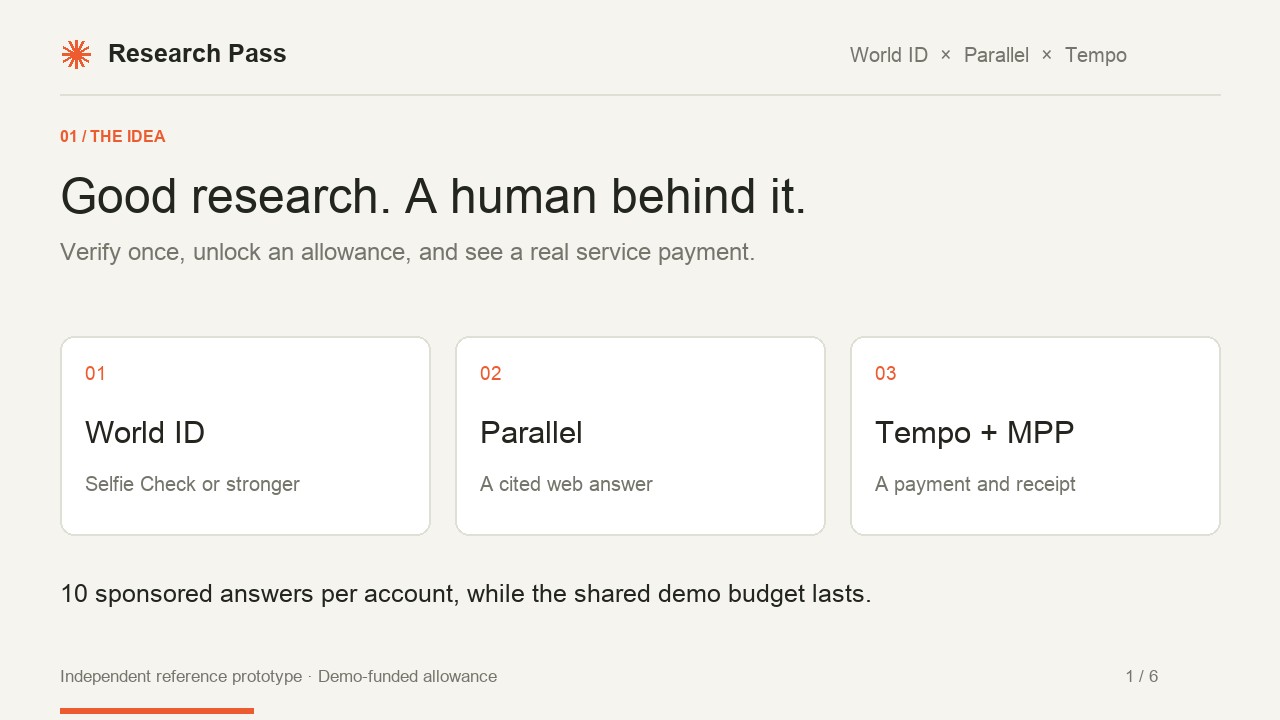 Research Pass
World ID × Parallel × Tempo
01 / THE IDEA
Good research. A human behind it.
Verify once, unlock an allowance, and see a real service payment.
01
World ID
Selfie Check or stronger
02
Parallel
A cited web answer
03
Tempo + MPP
A payment and receipt
10 sponsored answers per account, while the shared demo budget lasts.
Independent reference prototype · Demo-funded allowance
1 / 6